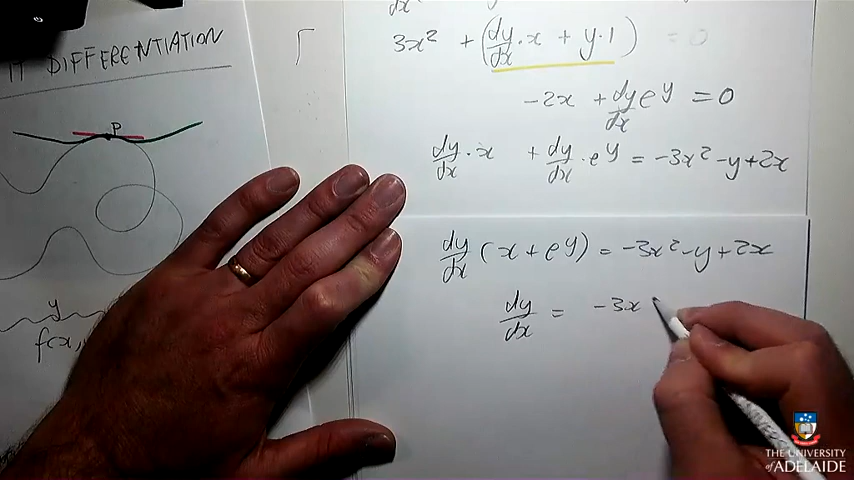 IT DIFFERENTIATION
P
y
f(x,
dx
3x² + (dy/dx · x + y·1) = 0
-2x + dy/dx e^y = 0
dy/dx · x + dy/dx · e^y = -3x² - y + 2x
dy/dx (x + e^y) = -3x² - y + 2x
dy/dx = -3x
THE UNIVERSITY
of ADELAIDE